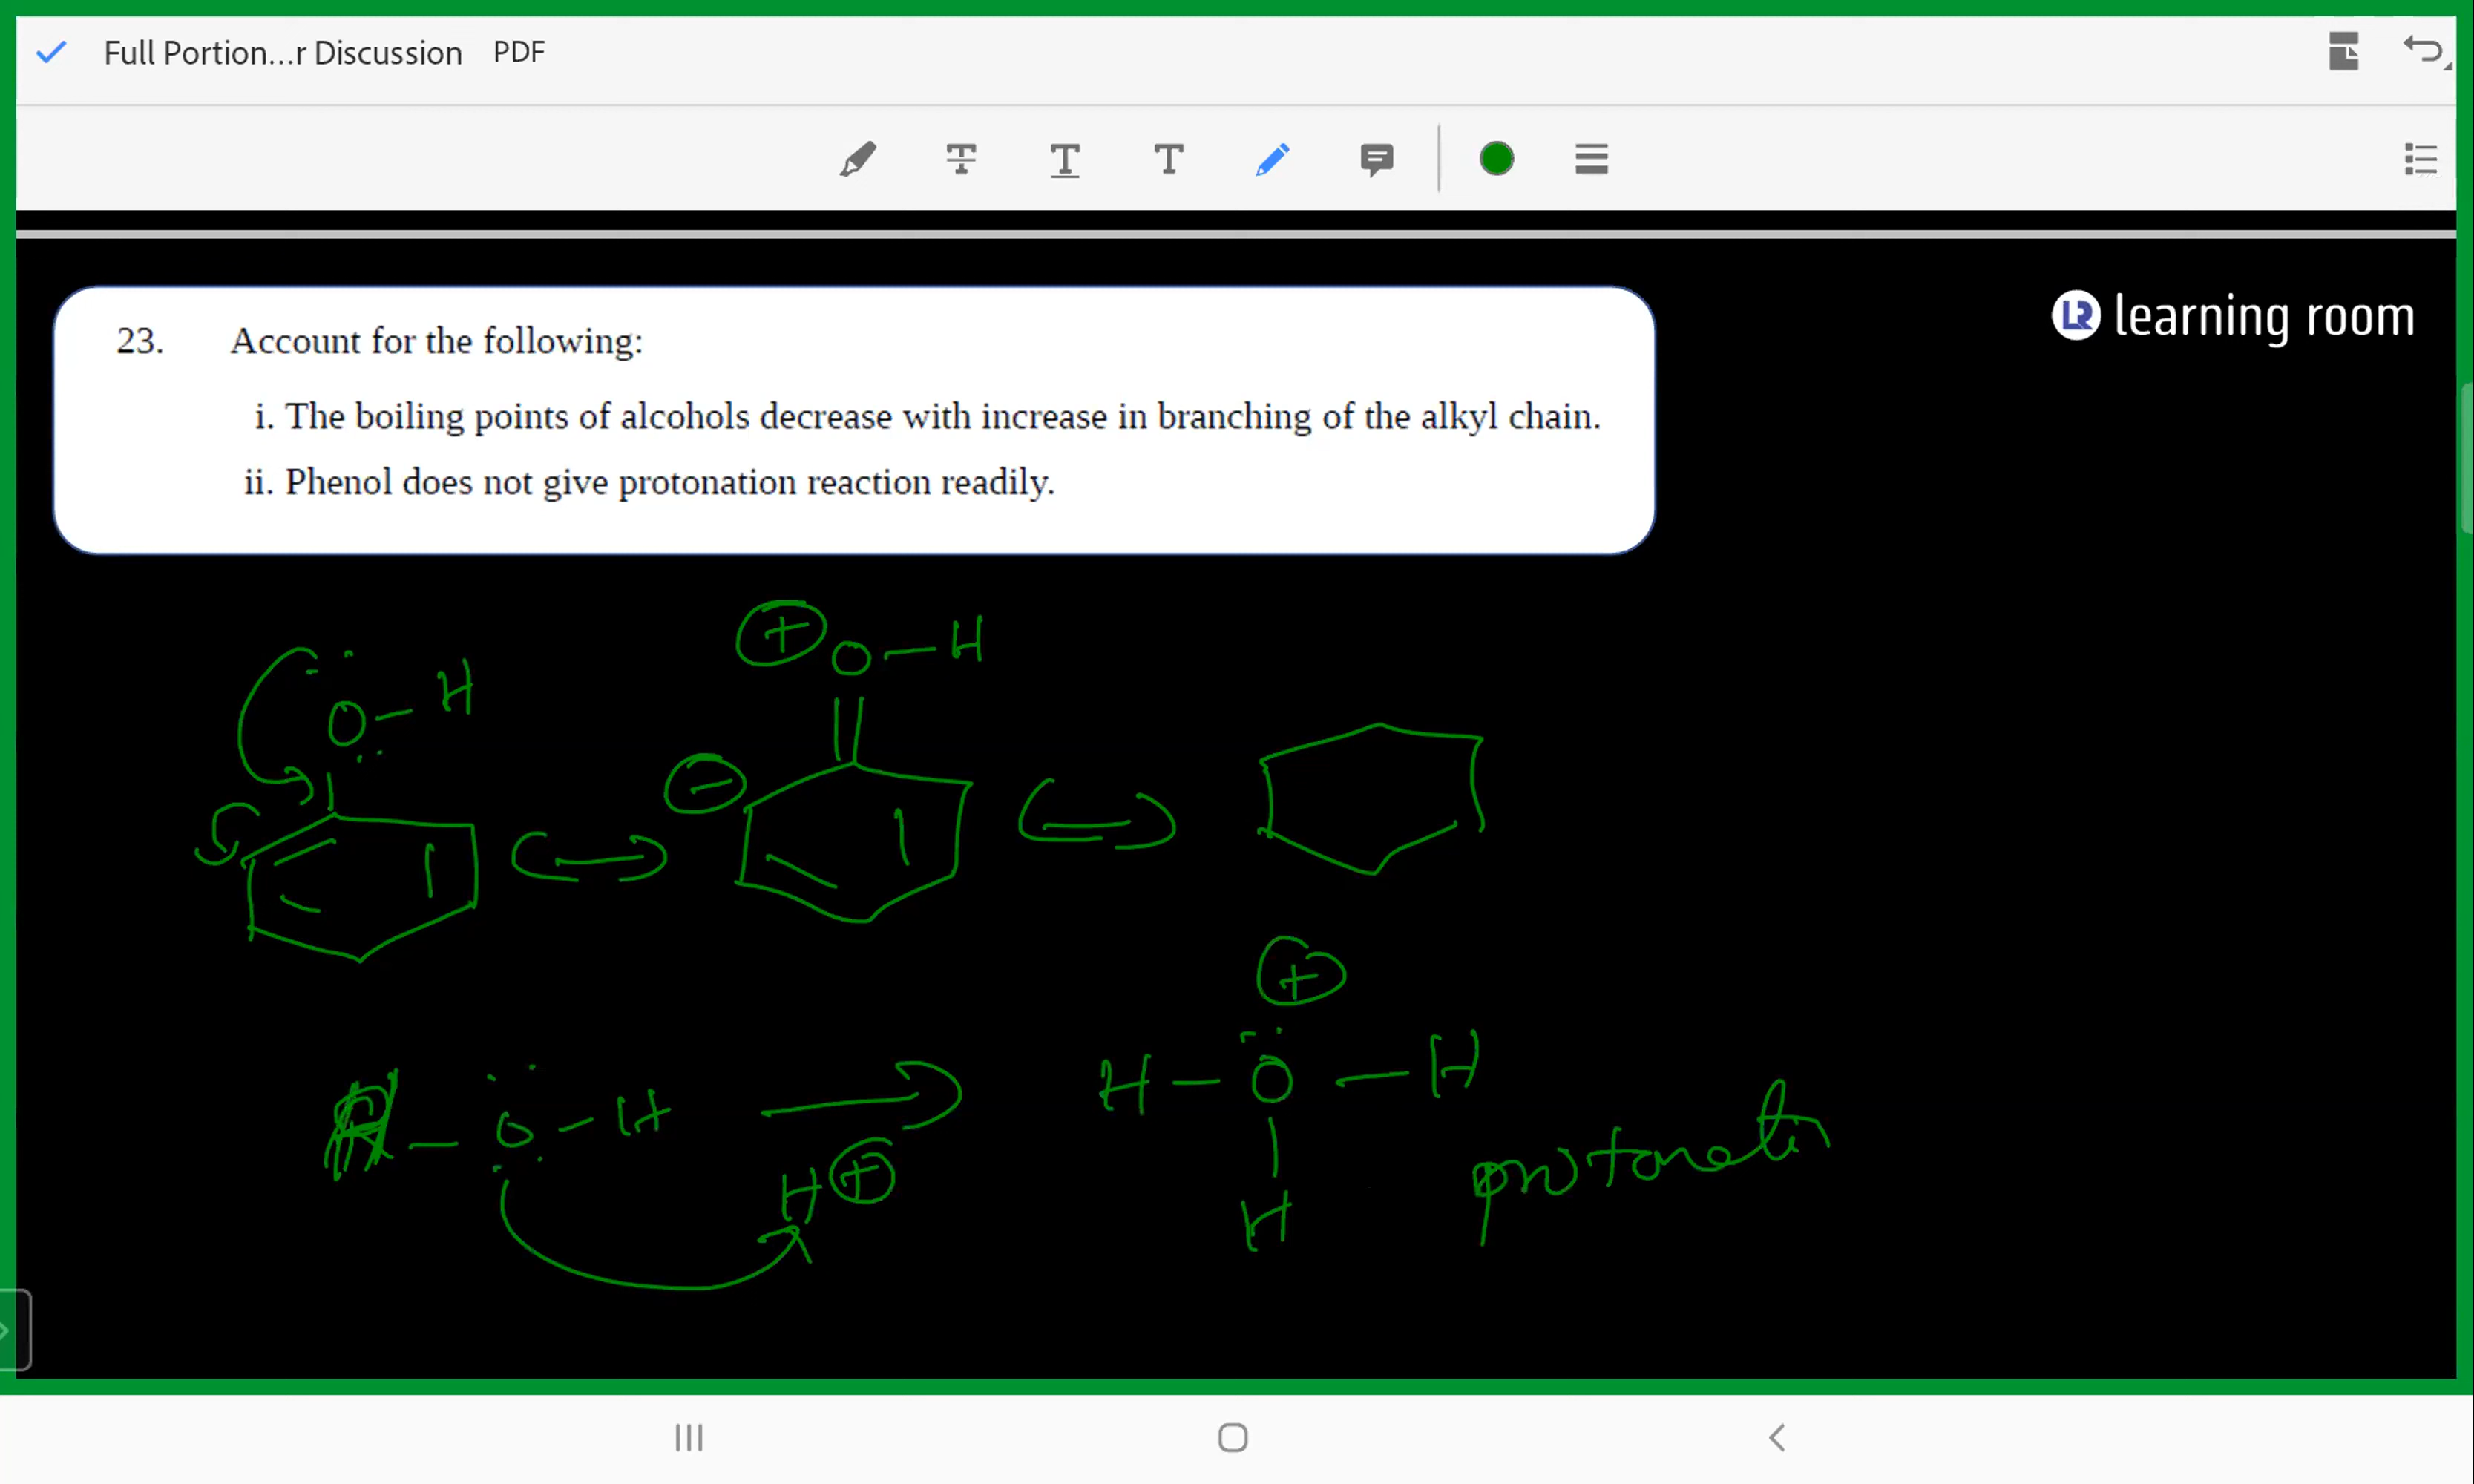 Full Portion...r Discussion PDF
learning room
23. Account for the following:
i. The boiling points of alcohols decrease with increase in branching of the alkyl chain.
ii. Phenol does not give protonation reaction readily.
+ O — H
O — H
−
+
— O — H
H — O — H
H +
H